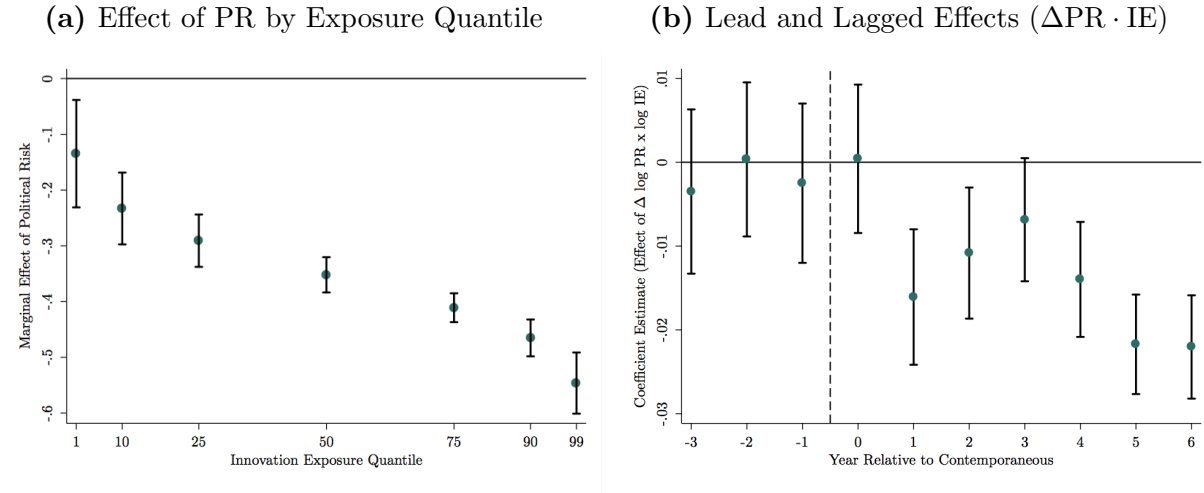 (a) Effect of PR by Exposure Quantile
0
-.1
-.2
-.3
-.4
-.5
-.6
Marginal Effect of Political Risk
1 10 25 50 75 90 99
Innovation Exposure Quantile
(b) Lead and Lagged Effects (ΔPR · IE)
.01
0
-.01
-.02
-.03
Coefficient Estimate (Effect of Δ log PR x log IE)
-3 -2 -1 0 1 2 3 4 5 6
Year Relative to Contemporaneous